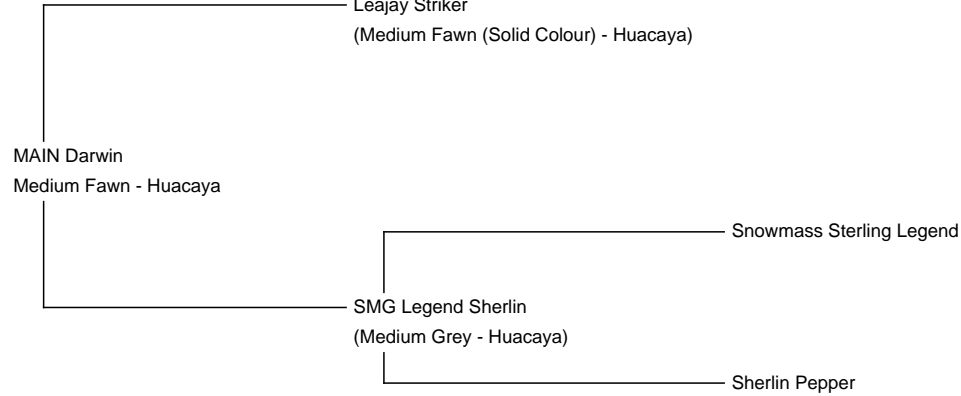 Leajay Striker
(Medium Fawn (Solid Colour) - Huacaya)
MAIN Darwin
Medium Fawn - Huacaya
Snowmass Sterling Legend
SMG Legend Sherlin
(Medium Grey - Huacaya)
Sherlin Pepper